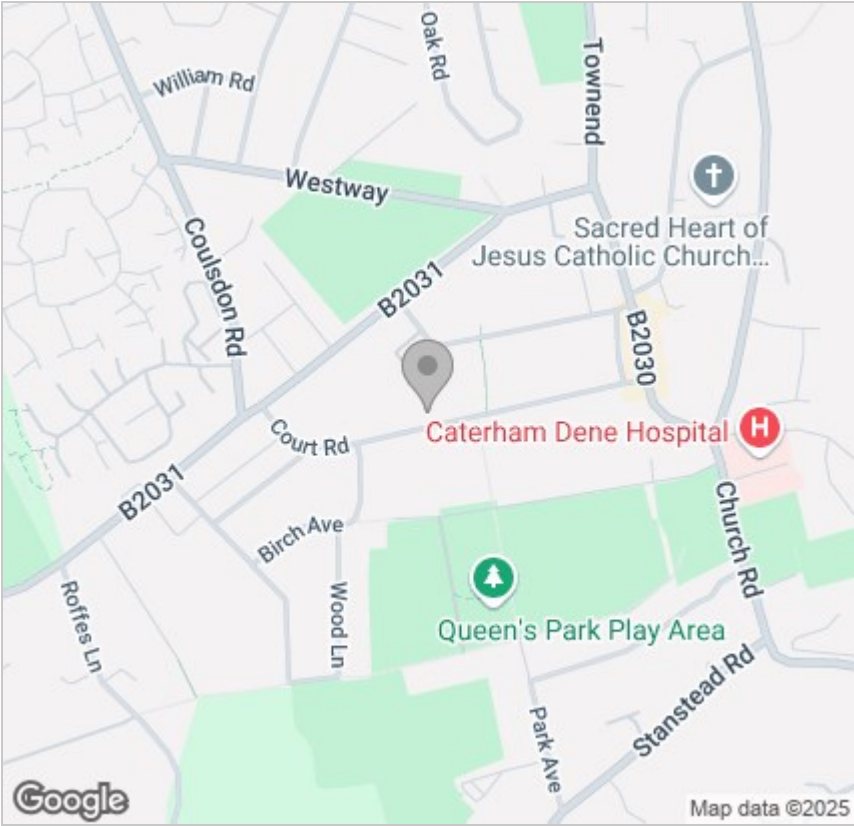 Oak Rd
Townend
William Rd
Westway
Sacred Heart of
Jesus Catholic Church...
Coulsdon Rd
B2031
B2030
Court Rd
Caterham Dene Hospital
H
B2031
Birch Ave
Church Rd
Wood Ln
Roffes Ln
Queen's Park Play Area
Stanstead Rd
Park Ave
Google
Map data ©2025